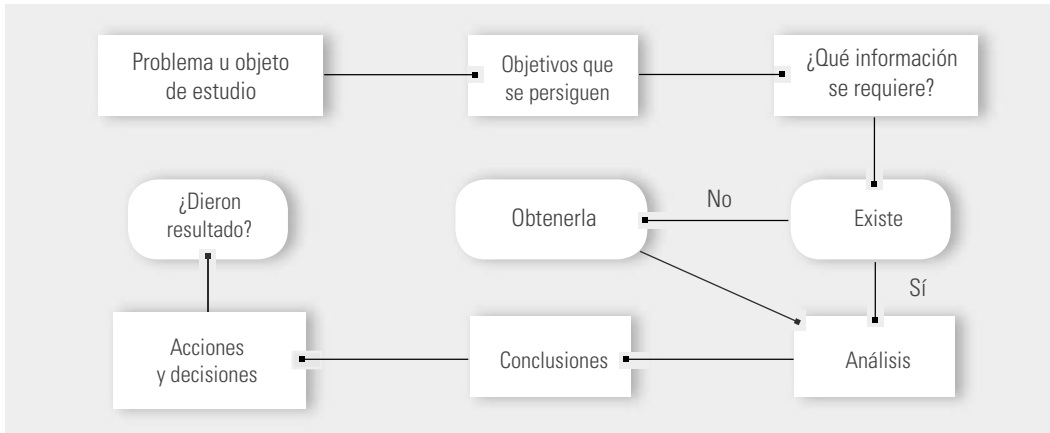 Problema u objeto
de estudio
Objetivos que
se persiguen
¿Qué información
se requiere?
¿Dieron
resultado?
Obtenerla
No
Existe
Sí
Acciones
y decisiones
Conclusiones
Análisis